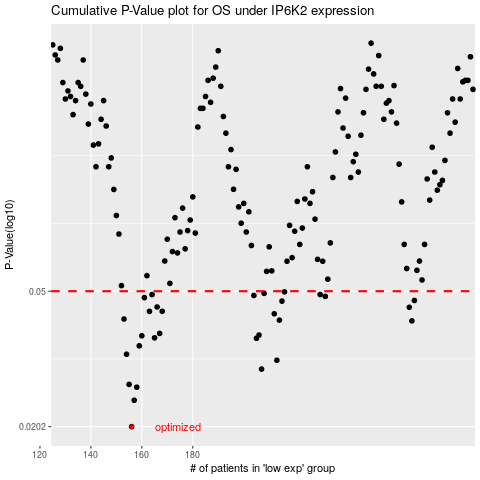 Cumulative P-Value plot for OS under IP6K2 expression
P-Value(log10)
0.05
0.0202
optimized
120 140 160 180
# of patients in 'low exp' group